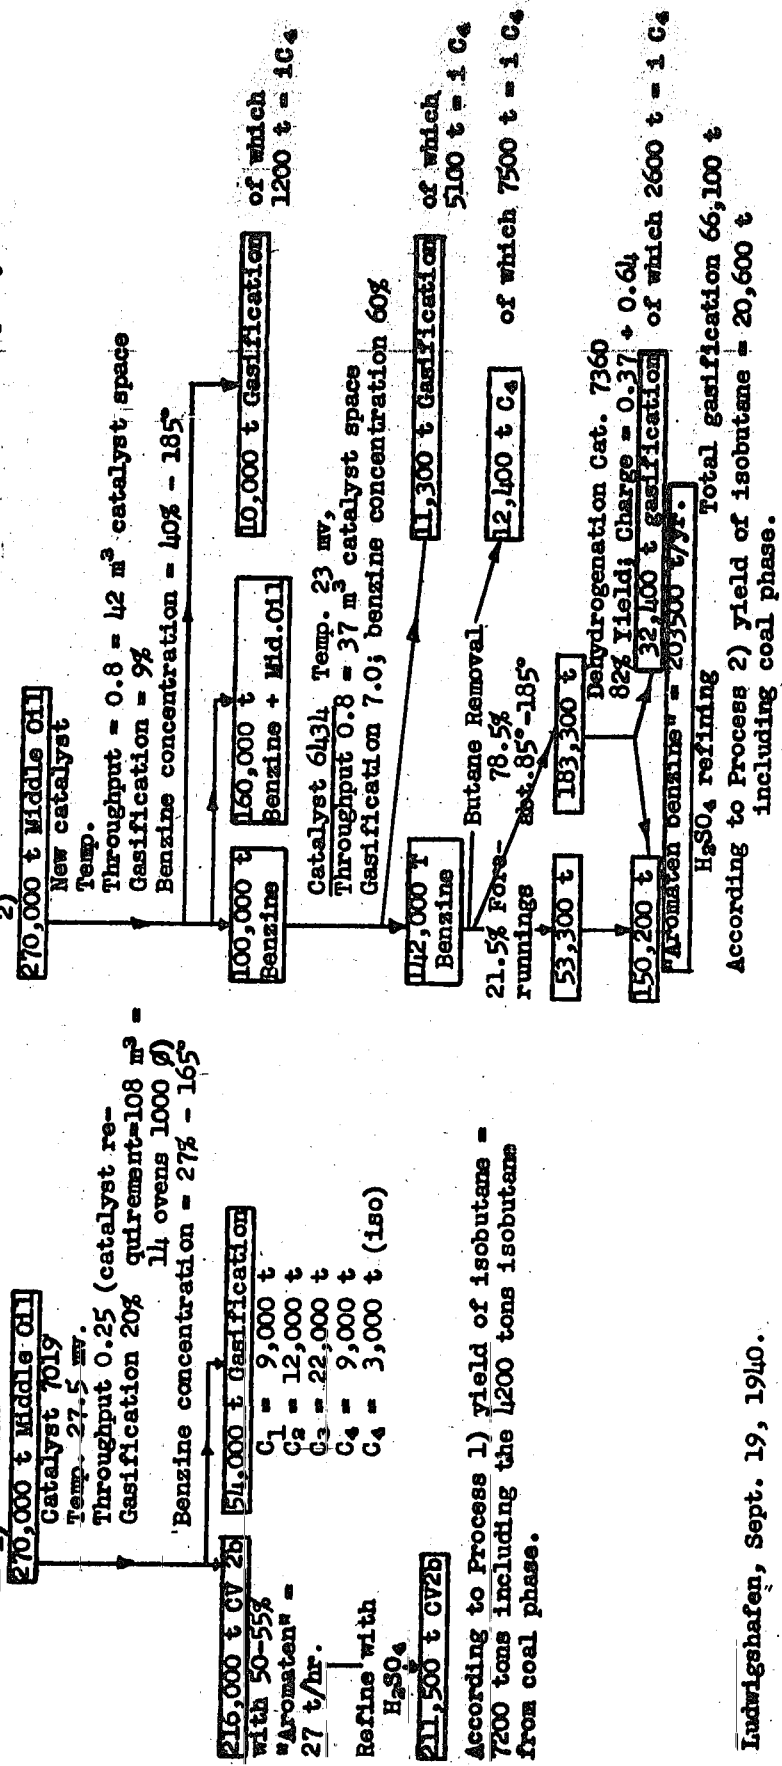 270,000 t Middle Oil
Catalyst 7019
Temp. 27.5 mv.
Throughput 0.25 (catalyst re-
Gasification 20% quirement=108 m³ =
14 ovens 1000 ø)
Benzine concentration = 27% - 165°
216,000 t CV 2b
54,000 t Gasification
with 50-55%
"Aromaten" =
27 t/hr.
C₁ = 9,000 t
C₂ = 12,000 t
C₃ = 22,000 t
C₄ = 9,000 t
C₄ = 3,000 t (iso)
Refine with
H₂SO₄
211,500 t CV2b
According to Process 1) yield of isobutane =
7200 tons including the 4200 tons isobutane
from coal phase.
Ludwigshafen, Sept. 19, 1940.
2)
270,000 t Middle Oil
New catalyst
Temp.
Throughput = 0.8 = 42 m³ catalyst space
Gasification = 9%
Benzine concentration = 40% - 185°
100,000 t
Benzine
160,000 t
Benzine + Mid.Oil
10,000 t Gasification
of which
1200 t = iC₄
Catalyst 6434 Temp. 23 mv,
Throughput 0.8 = 37 m³ catalyst space
Gasification 7.0; benzine concentration 60%
142,000 T
Benzine
11,300 t Gasification
of which
5100 t = i C₄
Butane Removal
12,400 t C₄
of which 7500 t = i C₄
21.5% Fore-
runnings
78.5%
abt.85°-185°
53,300 t
183,300 t
Dehydrogenation Cat. 7360
82% Yield; Charge = 0.37 + 0.64
150,200 t
32,400 t gasification
of which 2600 t = i C₄
"Aromaten benzine" = 203500 t/yr.
H₂SO₄ refining
Total gasification 66,100 t
According to Process 2) yield of isobutane = 20,600 t
including coal phase.